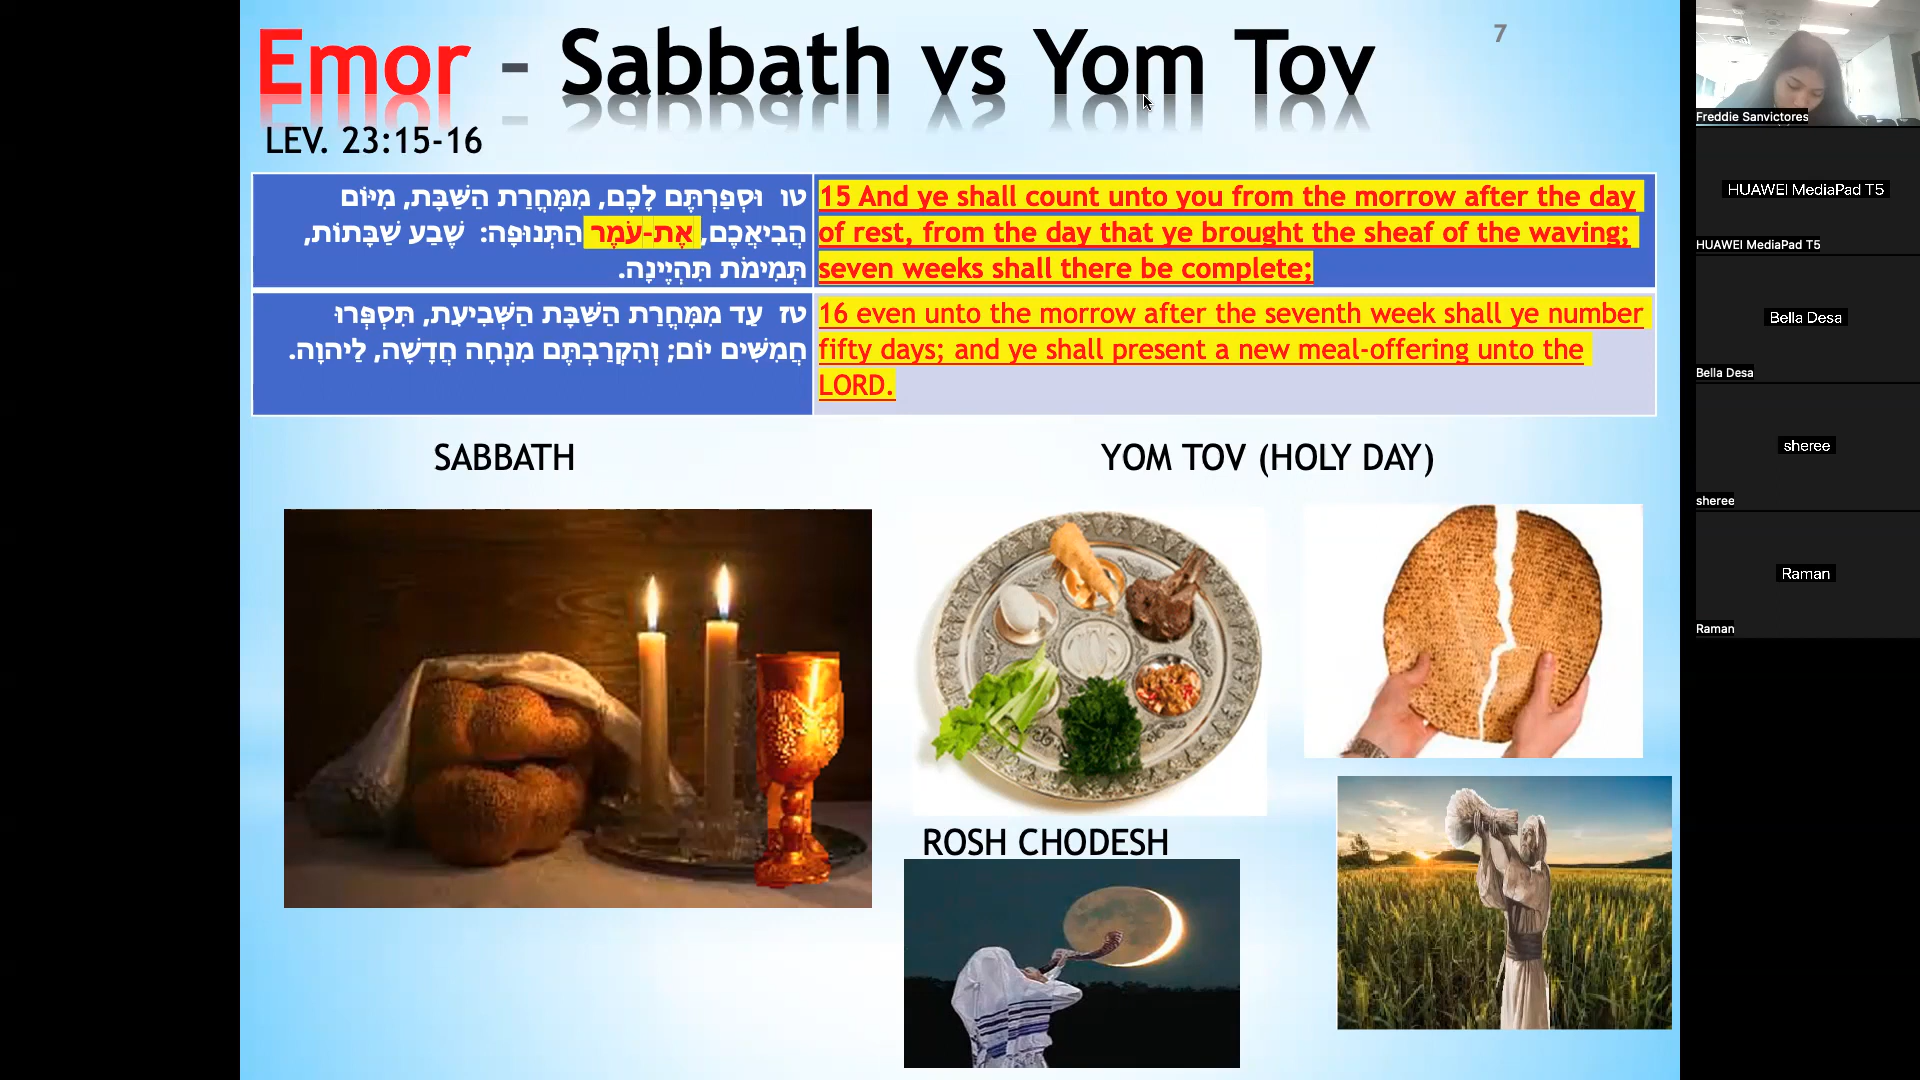 Emor - Sabbath vs Yom Tov
7
LEV. 23:15-16
טו וּסְפַרְתֶּם לָכֶם, מִמָּחֳרַת הַשַּׁבָּת, מִיּוֹם
הֲבִיאֲכֶם, אֶת-עֹמֶר הַתְּנוּפָה: שֶׁבַע שַׁבָּתוֹת,
תְּמִימֹת תִּהְיֶינָה.
15 And ye shall count unto you from the morrow after the day
of rest, from the day that ye brought the sheaf of the waving;
seven weeks shall there be complete;
טז עַד מִמָּחֳרַת הַשַּׁבָּת הַשְּׁבִיעִת, תִּסְפְּרוּ
חֲמִשִּׁים יוֹם; וְהִקְרַבְתֶּם מִנְחָה חֲדָשָׁה, לַיהוָה.
16 even unto the morrow after the seventh week shall ye number
fifty days; and ye shall present a new meal-offering unto the
LORD.
SABBATH
YOM TOV (HOLY DAY)
ROSH CHODESH
Freddie Sanvictores
HUAWEI MediaPad T5
HUAWEI MediaPad T5
Bella Desa
Bella Desa
sheree
sheree
Raman
Raman